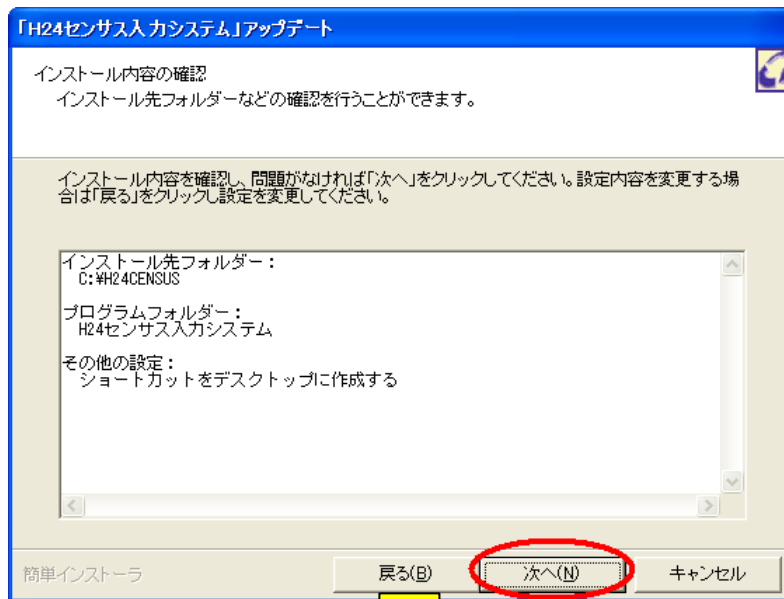 「H24センサス入力システム」アップデート
インストール内容の確認
インストール先フォルダーなどの確認を行うことができます。
インストール内容を確認し、問題がなければ「次へ」をクリックしてください。設定内容を変更する場
合は「戻る」をクリックし設定を変更してください。
インストール先フォルダー：
C:¥H24CENSUS
プログラムフォルダー：
H24センサス入力システム
その他の設定：
ショートカットをデスクトップに作成する
簡単インストーラ
戻る(B)
次へ(N)
キャンセル